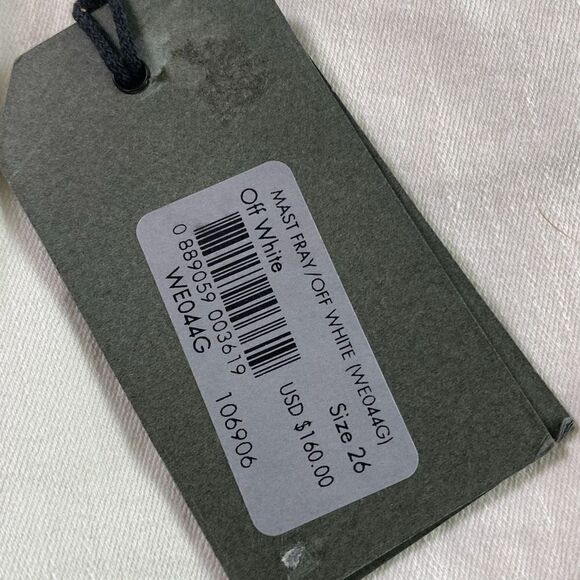 MAST FRAY/OFF WHITE (WE044G)
Off White
Size 26
0 889059 003619
USD $160.00
WE044G
106906